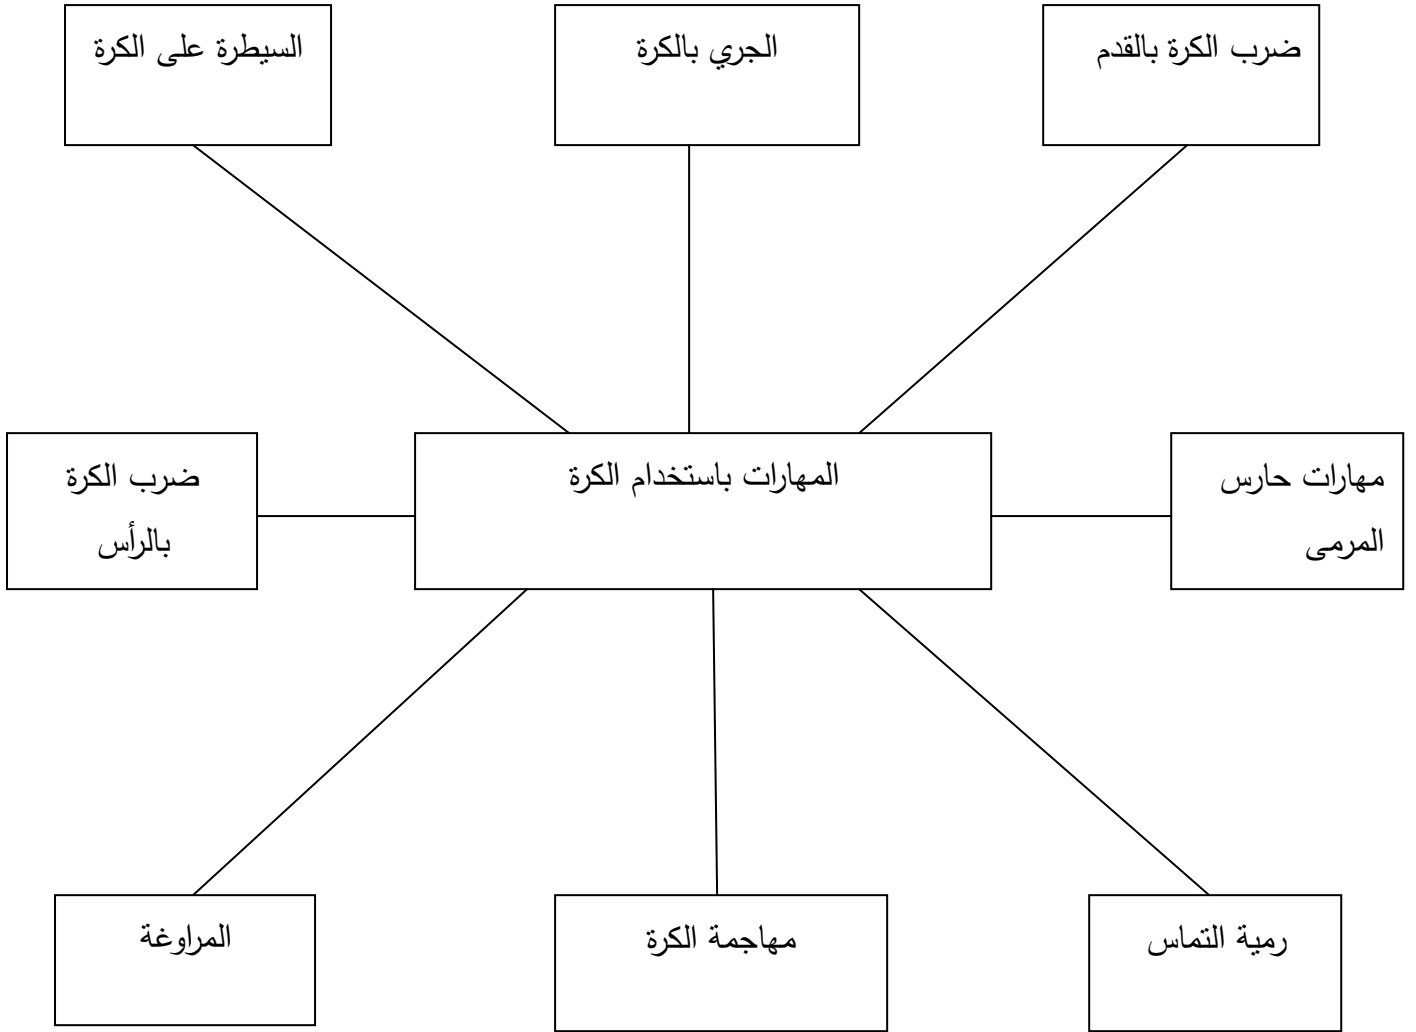 ضرب الكرة بالقدم
الجري بالكرة
السيطرة على الكرة
مهارات حارس
المرمى
المهارات باستخدام الكرة
ضرب الكرة
بالرأس
رمية التماس
مهاجمة الكرة
المراوغة